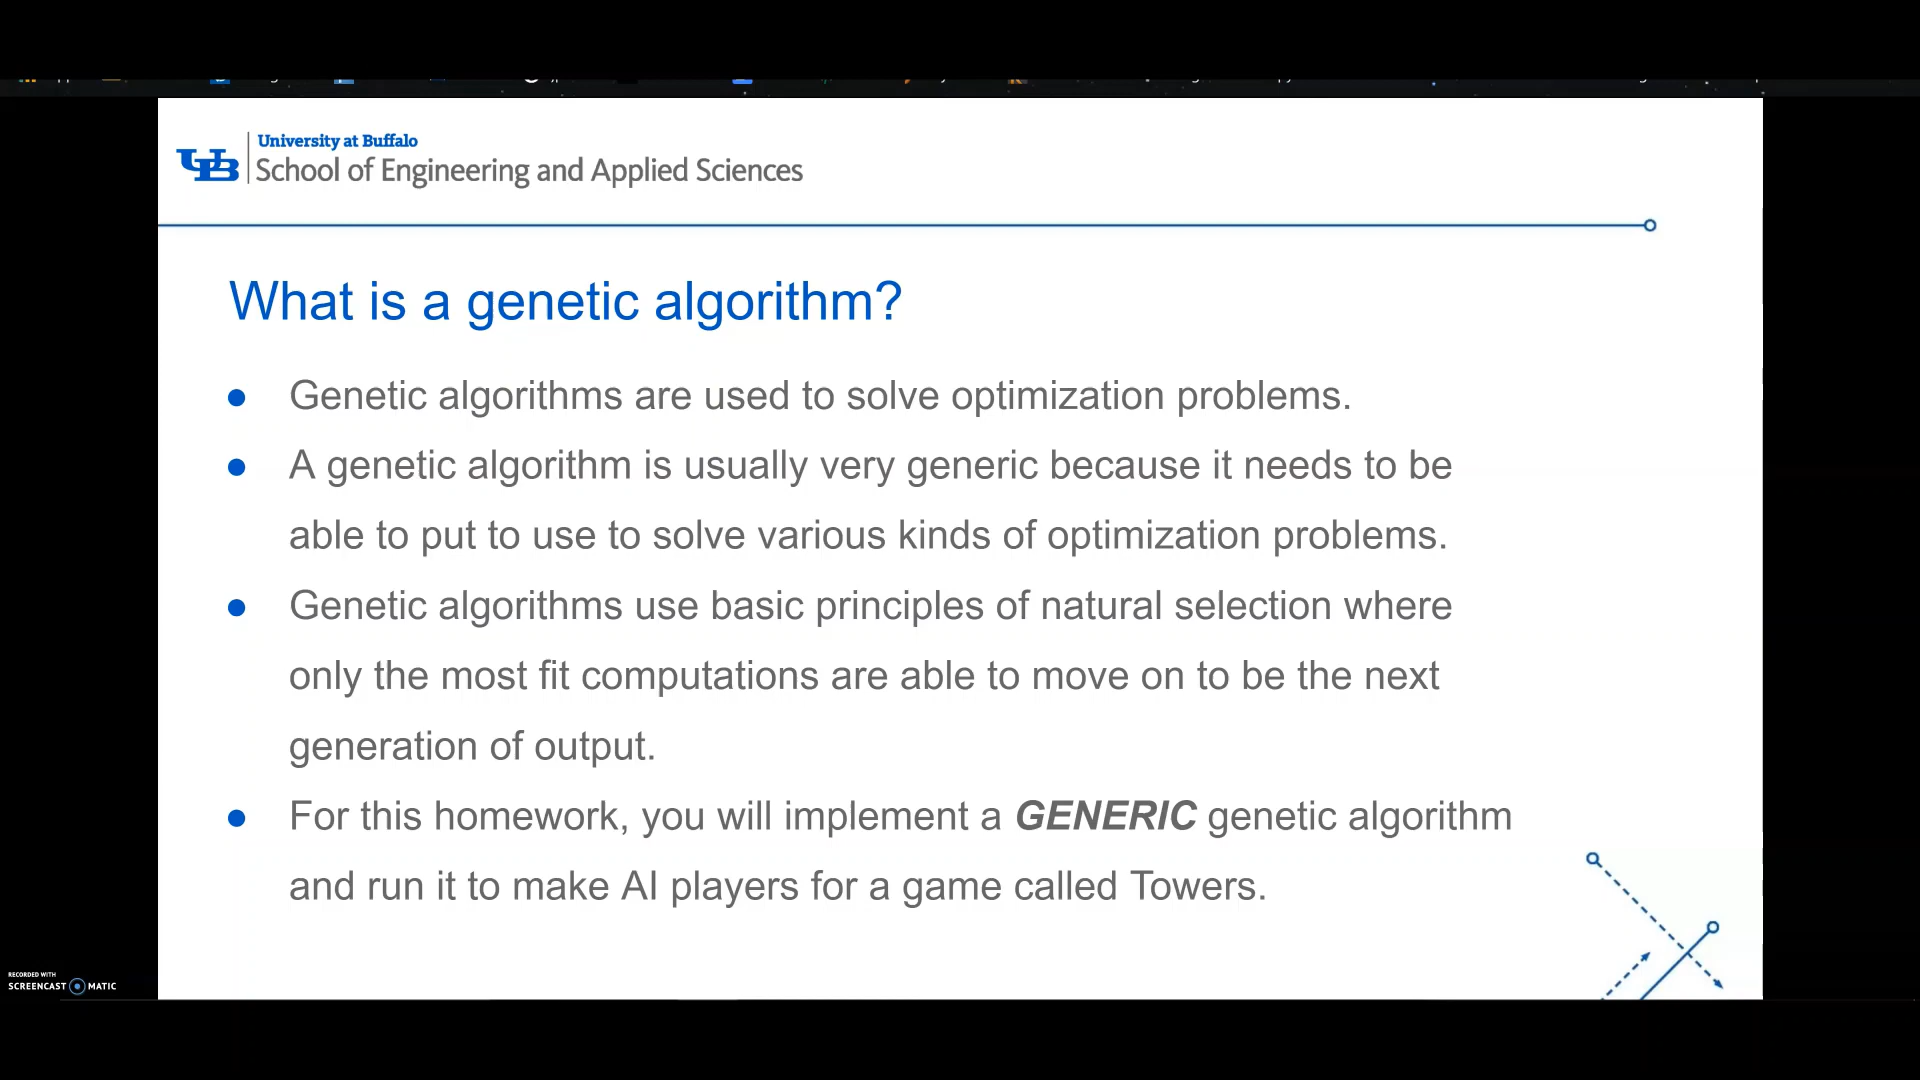 University at Buffalo
School of Engineering and Applied Sciences
What is a genetic algorithm?
● Genetic algorithms are used to solve optimization problems.
● A genetic algorithm is usually very generic because it needs to be
able to put to use to solve various kinds of optimization problems.
● Genetic algorithms use basic principles of natural selection where
only the most fit computations are able to move on to be the next
generation of output.
● For this homework, you will implement a GENERIC genetic algorithm
and run it to make AI players for a game called Towers.
RECORDED WITH
SCREENCAST MATIC